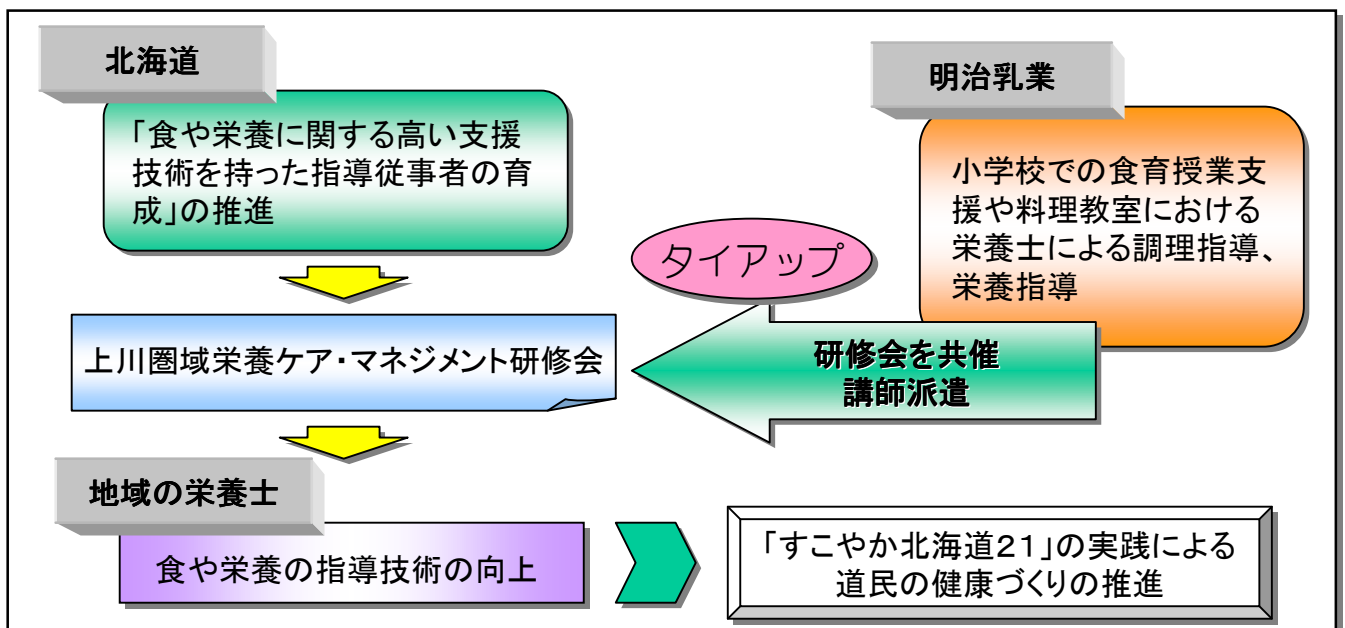 北海道
「食や栄養に関する高い支援
技術を持った指導従事者の育
成」の推進
明治乳業
小学校での食育授業支
援や料理教室における
栄養士による調理指導、
栄養指導
タイアップ
上川圏域栄養ケア・マネジメント研修会
研修会を共催
講師派遣
地域の栄養士
食や栄養の指導技術の向上
「すこやか北海道２１」の実践による
道民の健康づくりの推進